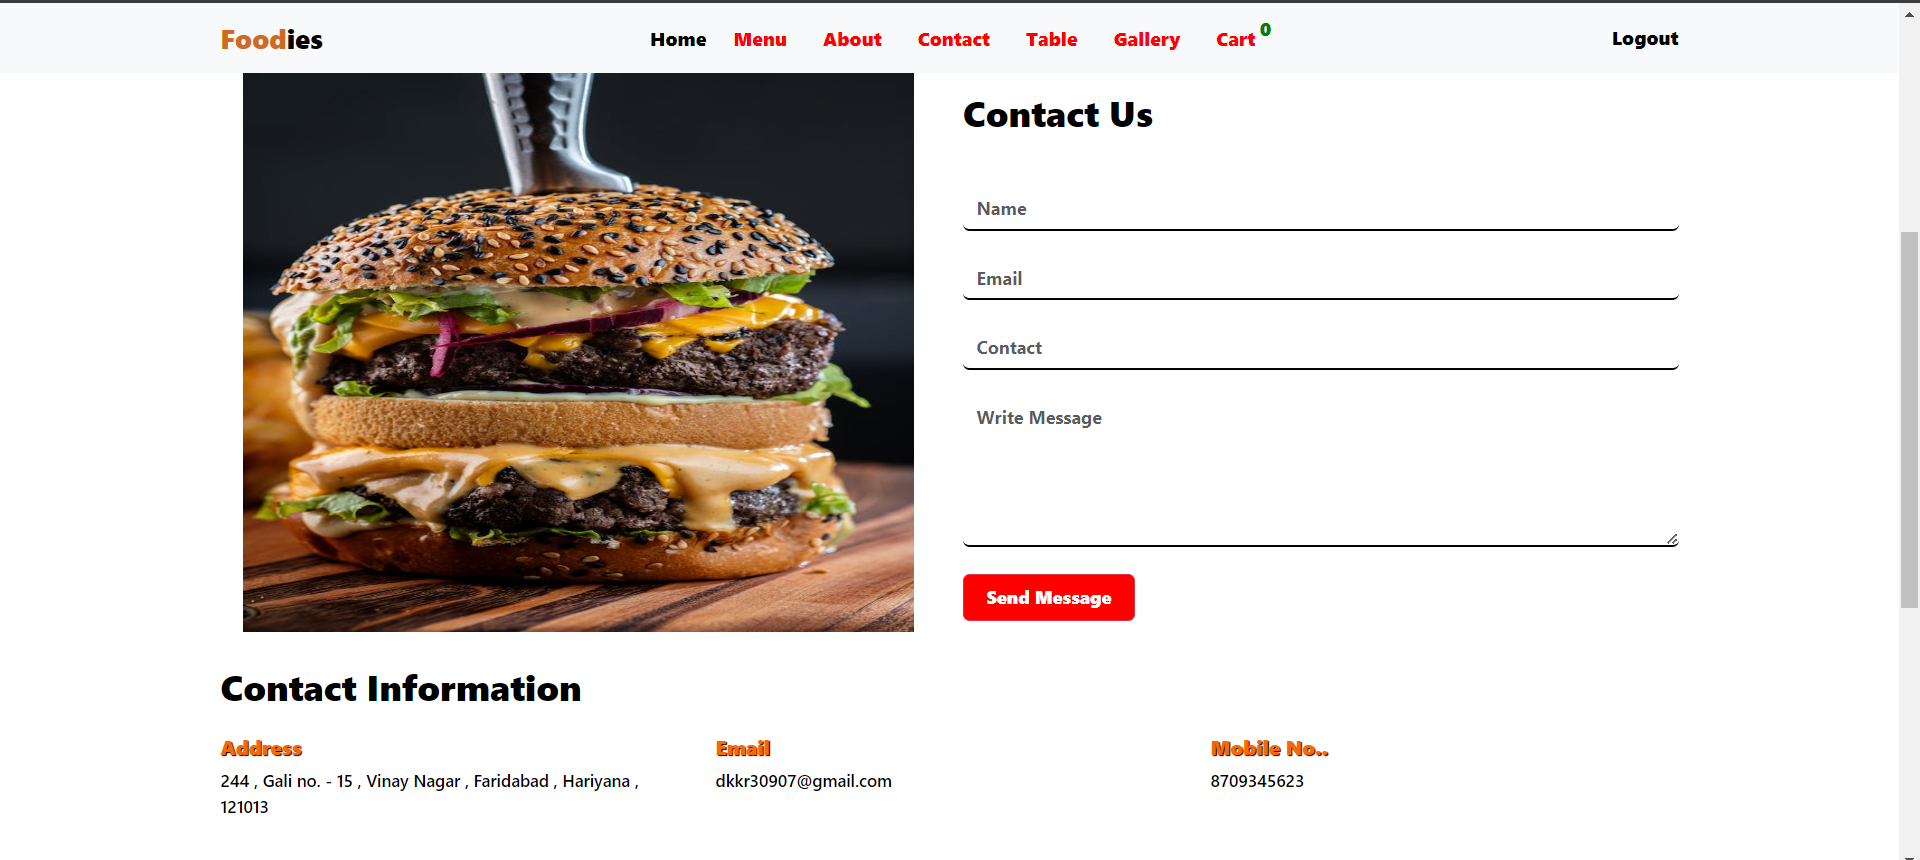 Foodies
Home Menu About Contact Table Gallery Cart 0
Logout
Contact Us
Name
Email
Contact
Write Message
Send Message
Contact Information
Address
244 , Gali no. - 15 , Vinay Nagar , Faridabad , Hariyana ,
121013
Email
dkkr30907@gmail.com
Mobile No..
8709345623